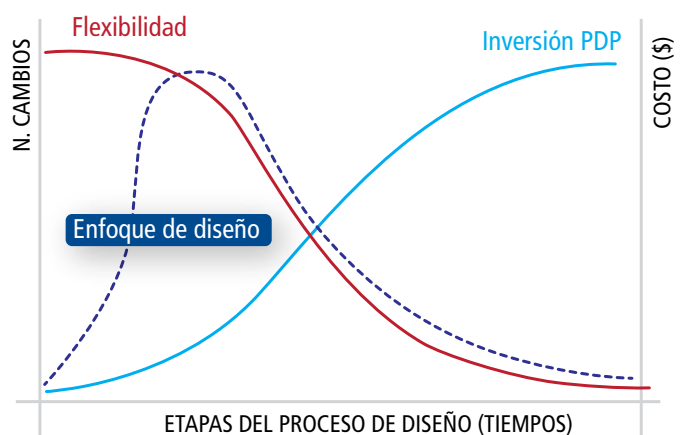 Flexibilidad
Inversión PDP
N. CAMBIOS
COSTO ($)
Enfoque de diseño
ETAPAS DEL PROCESO DE DISEÑO (TIEMPOS)